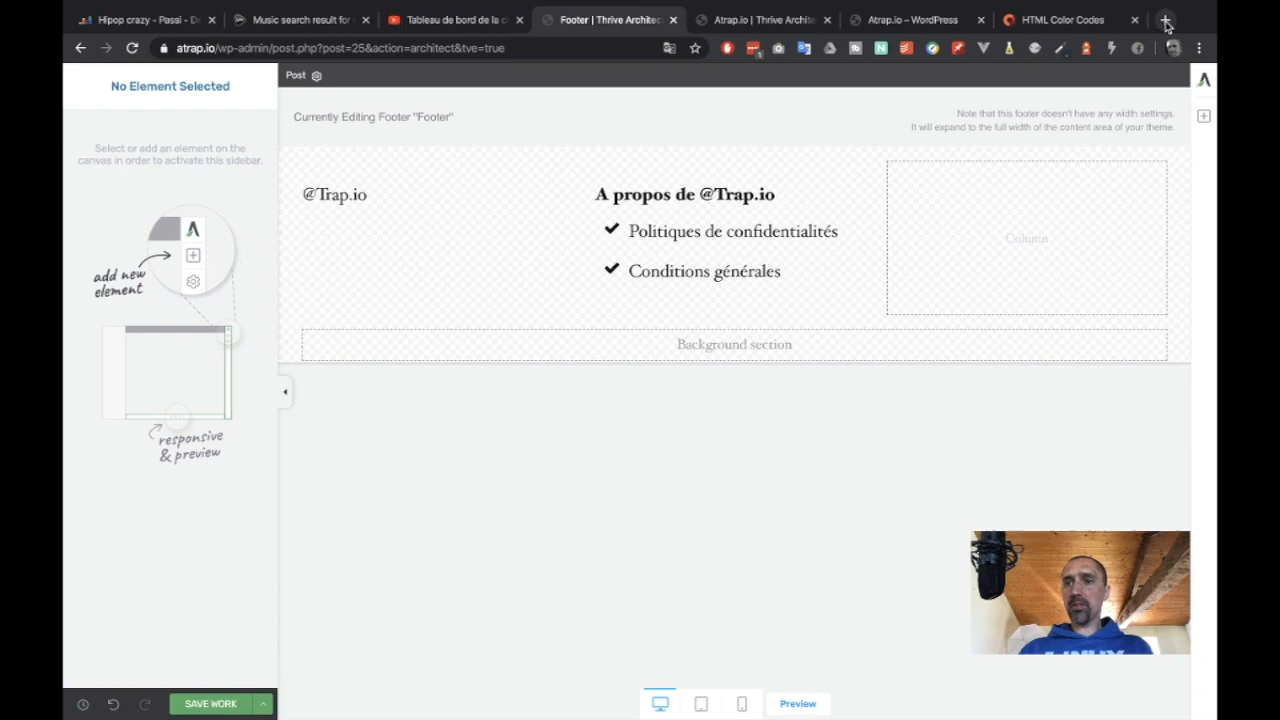 Hipop crazy - Passi - De
Music search result for
Tableau de bord de la c
Footer | Thrive Architec
Atrap.io | Thrive Archite
Atrap.io – WordPress
HTML Color Codes
atrap.io/wp-admin/post.php?post=25&action=architect&tve=true
No Element Selected
Post
Currently Editing Footer "Footer"
Note that this footer doesn't have any width settings.
It will expand to the full width of the content area of your theme.
Select or add an element on the
canvas in order to activate this sidebar.
add new
element
responsive
& preview
@Trap.io
A propos de @Trap.io
Politiques de confidentialités
Conditions générales
Column
Background section
SAVE WORK
Preview